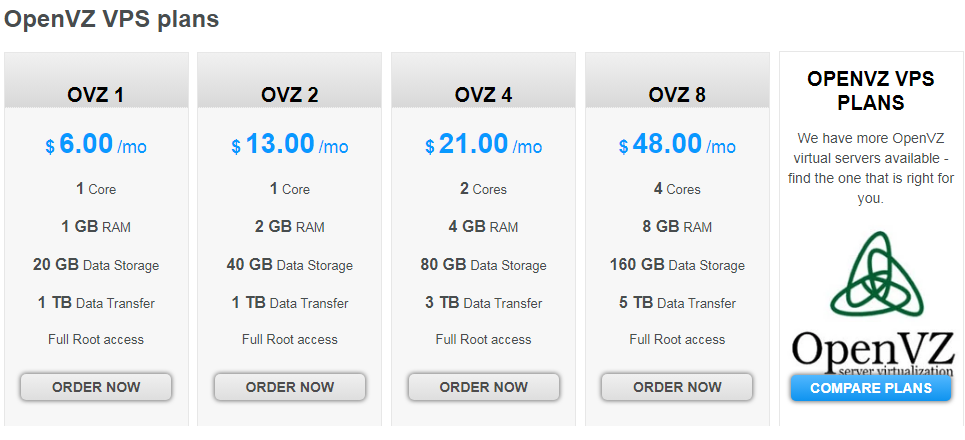 OpenVZ VPS plans
OVZ 1
$ 6.00 /mo
1 Core
1 GB RAM
20 GB Data Storage
1 TB Data Transfer
Full Root access
ORDER NOW
OVZ 2
$ 13.00 /mo
1 Core
2 GB RAM
40 GB Data Storage
1 TB Data Transfer
Full Root access
ORDER NOW
OVZ 4
$ 21.00 /mo
2 Cores
4 GB RAM
80 GB Data Storage
3 TB Data Transfer
Full Root access
ORDER NOW
OVZ 8
$ 48.00 /mo
4 Cores
8 GB RAM
160 GB Data Storage
5 TB Data Transfer
Full Root access
ORDER NOW
OPENVZ VPS
PLANS
We have more OpenVZ
virtual servers available -
find the one that is right for
you.
OpenVZ
server virtualization
COMPARE PLANS